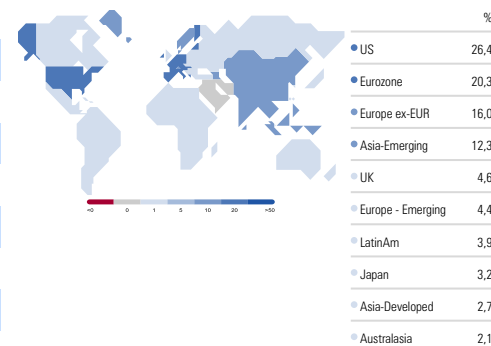 %
US 26,4
Eurozone 20,3
Europe ex-EUR 16,0
Asia-Emerging 12,3
UK 4,6
Europe - Emerging 4,4
LatinAm 3,9
Japan 3,2
Asia-Developed 2,7
Australasia 2,1
<0 0 1 5 10 20 >50